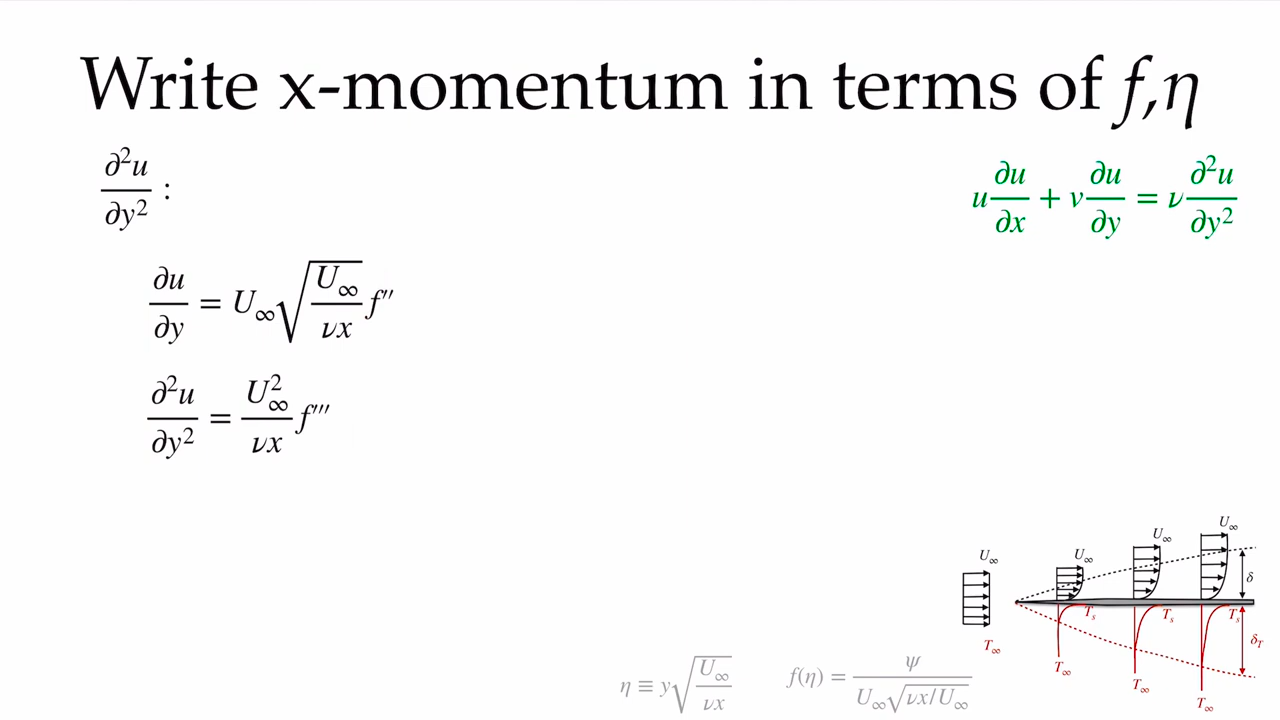 Write x-momentum in terms of f,η
∂²u/∂y² :
u ∂u/∂x + v ∂u/∂y = ν ∂²u/∂y²
∂u/∂y = U∞ √(U∞/νx) f″
∂²u/∂y² = U∞²/νx f‴
U∞ U∞ U∞ U∞
δ
Ts Ts Ts
T∞ T∞ T∞ T∞
δT
η ≡ y √(U∞/νx)
f(η) = ψ / (U∞ √(νx/U∞))